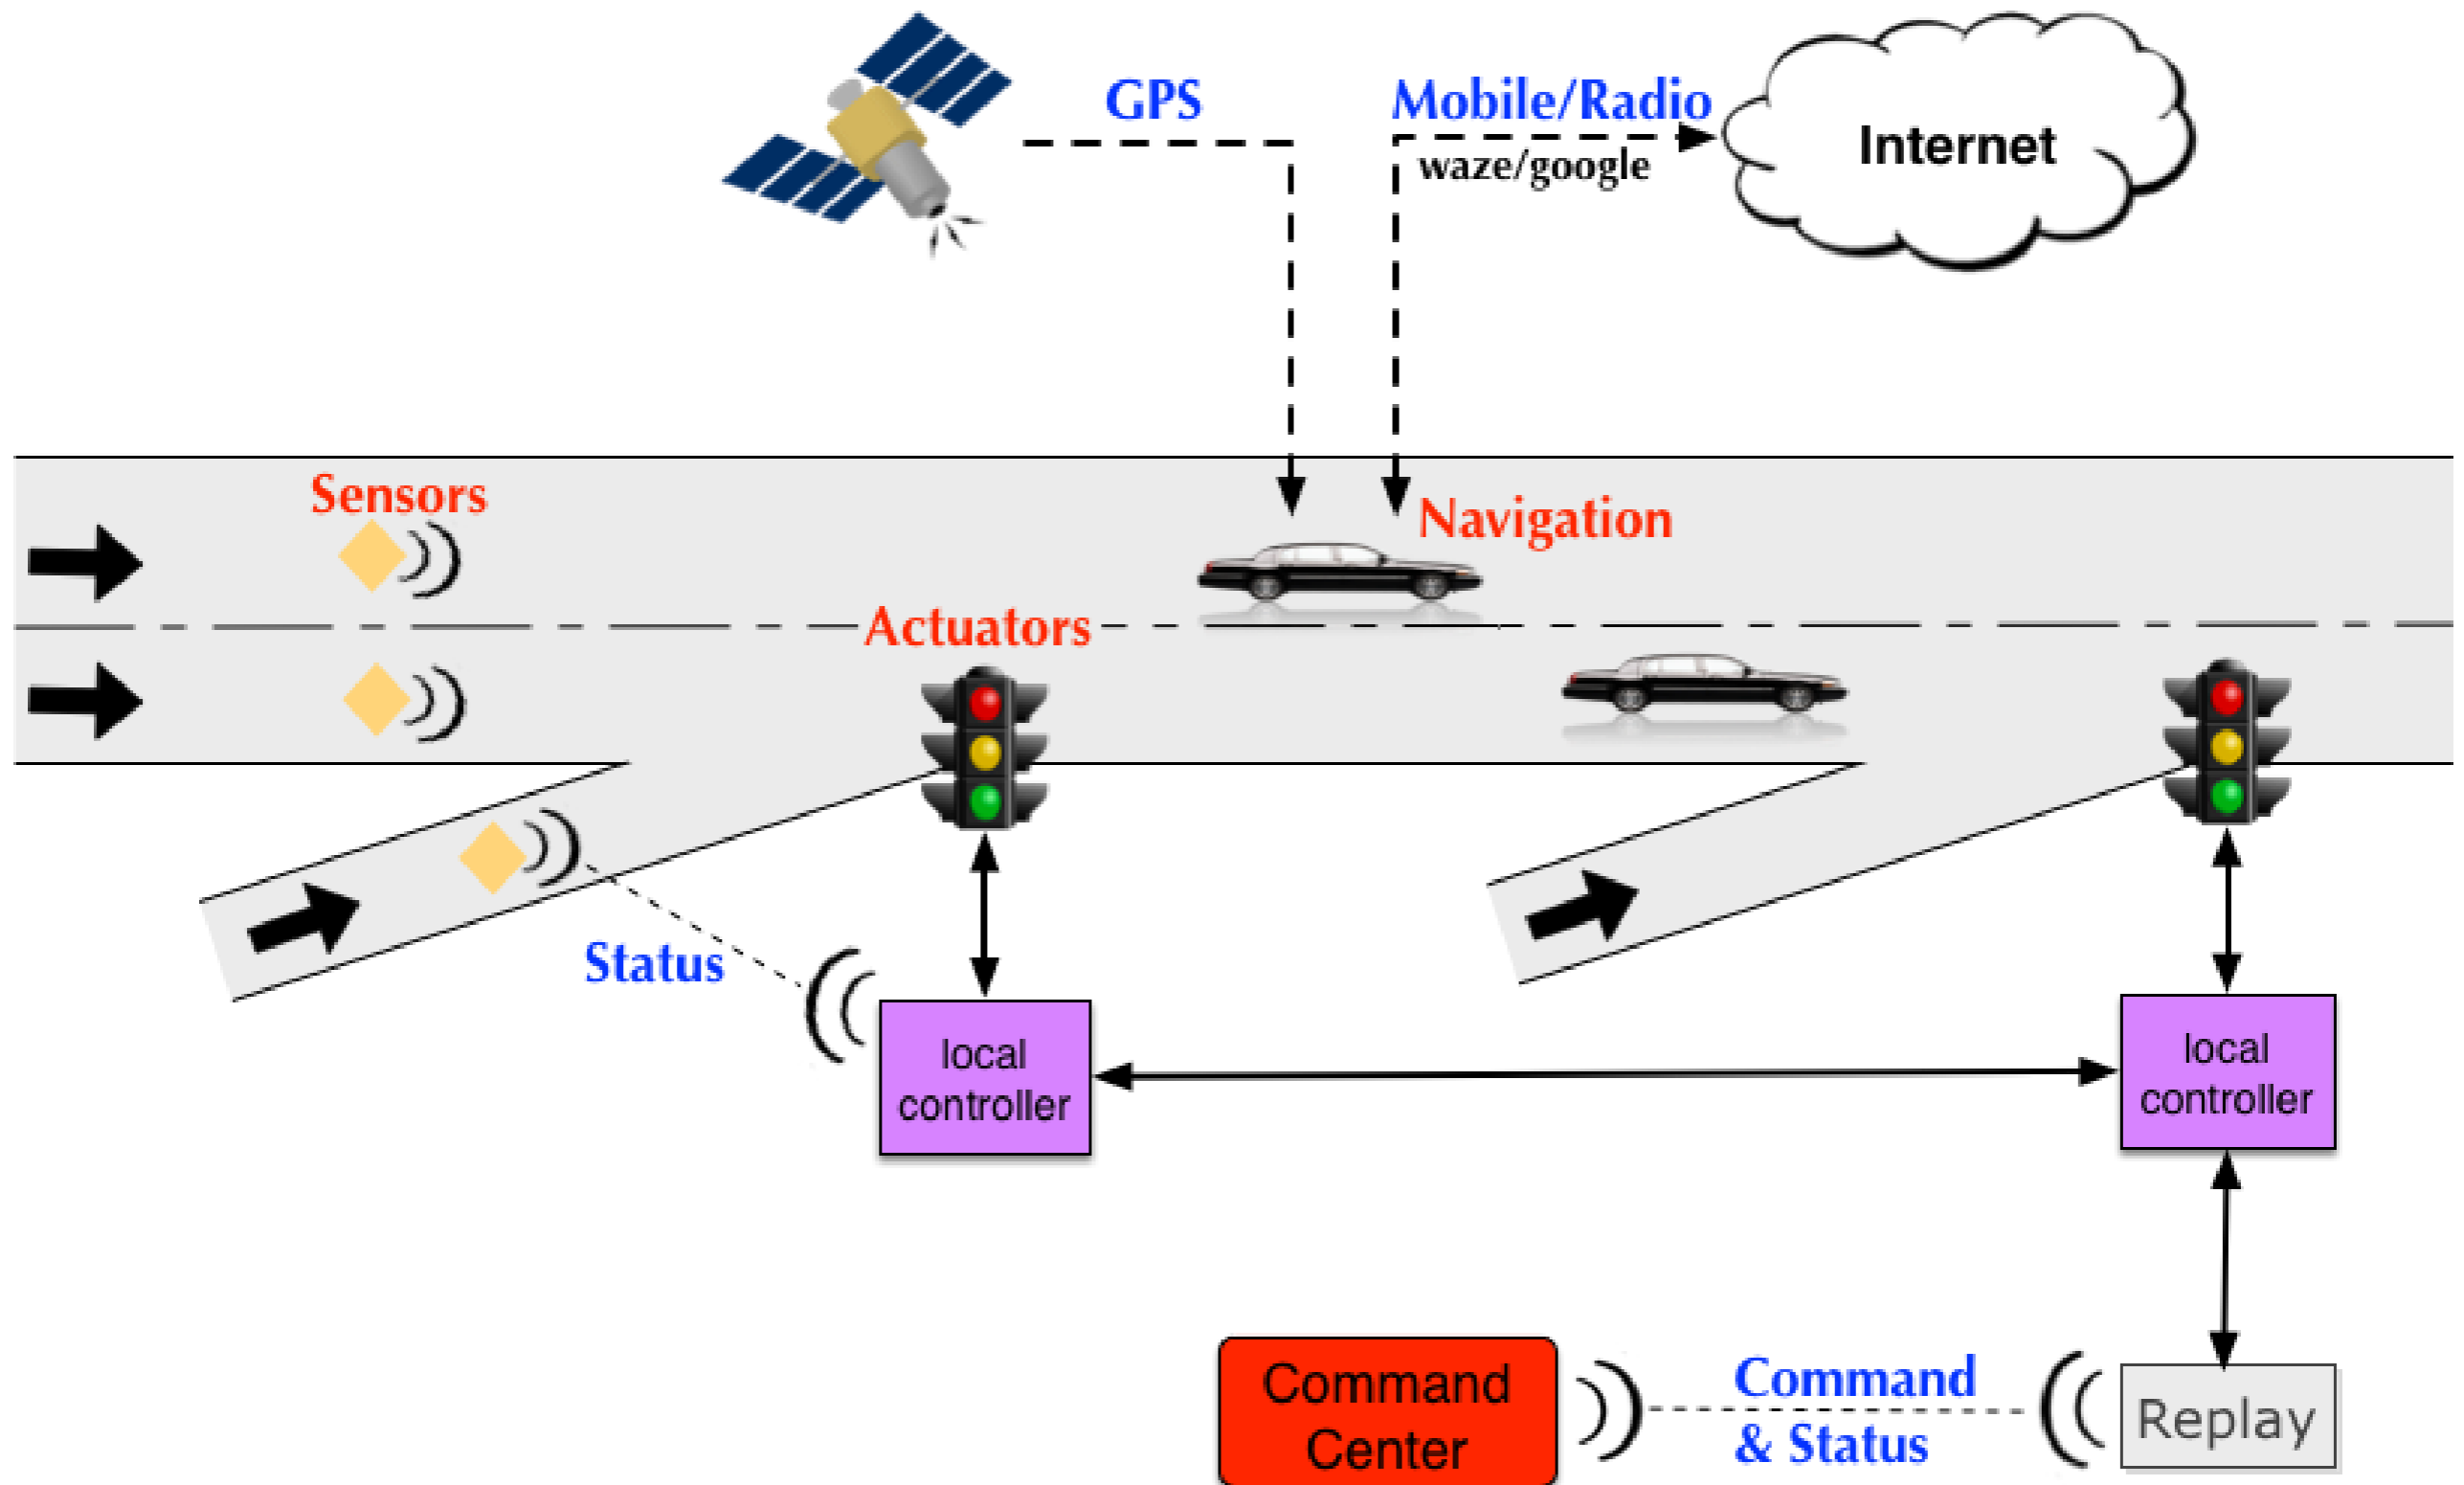 GPS
Mobile/Radio
waze/google
Internet
Sensors
Navigation
Actuators
Status
local
controller
local
controller
Command
Center
Command
& Status
Replay